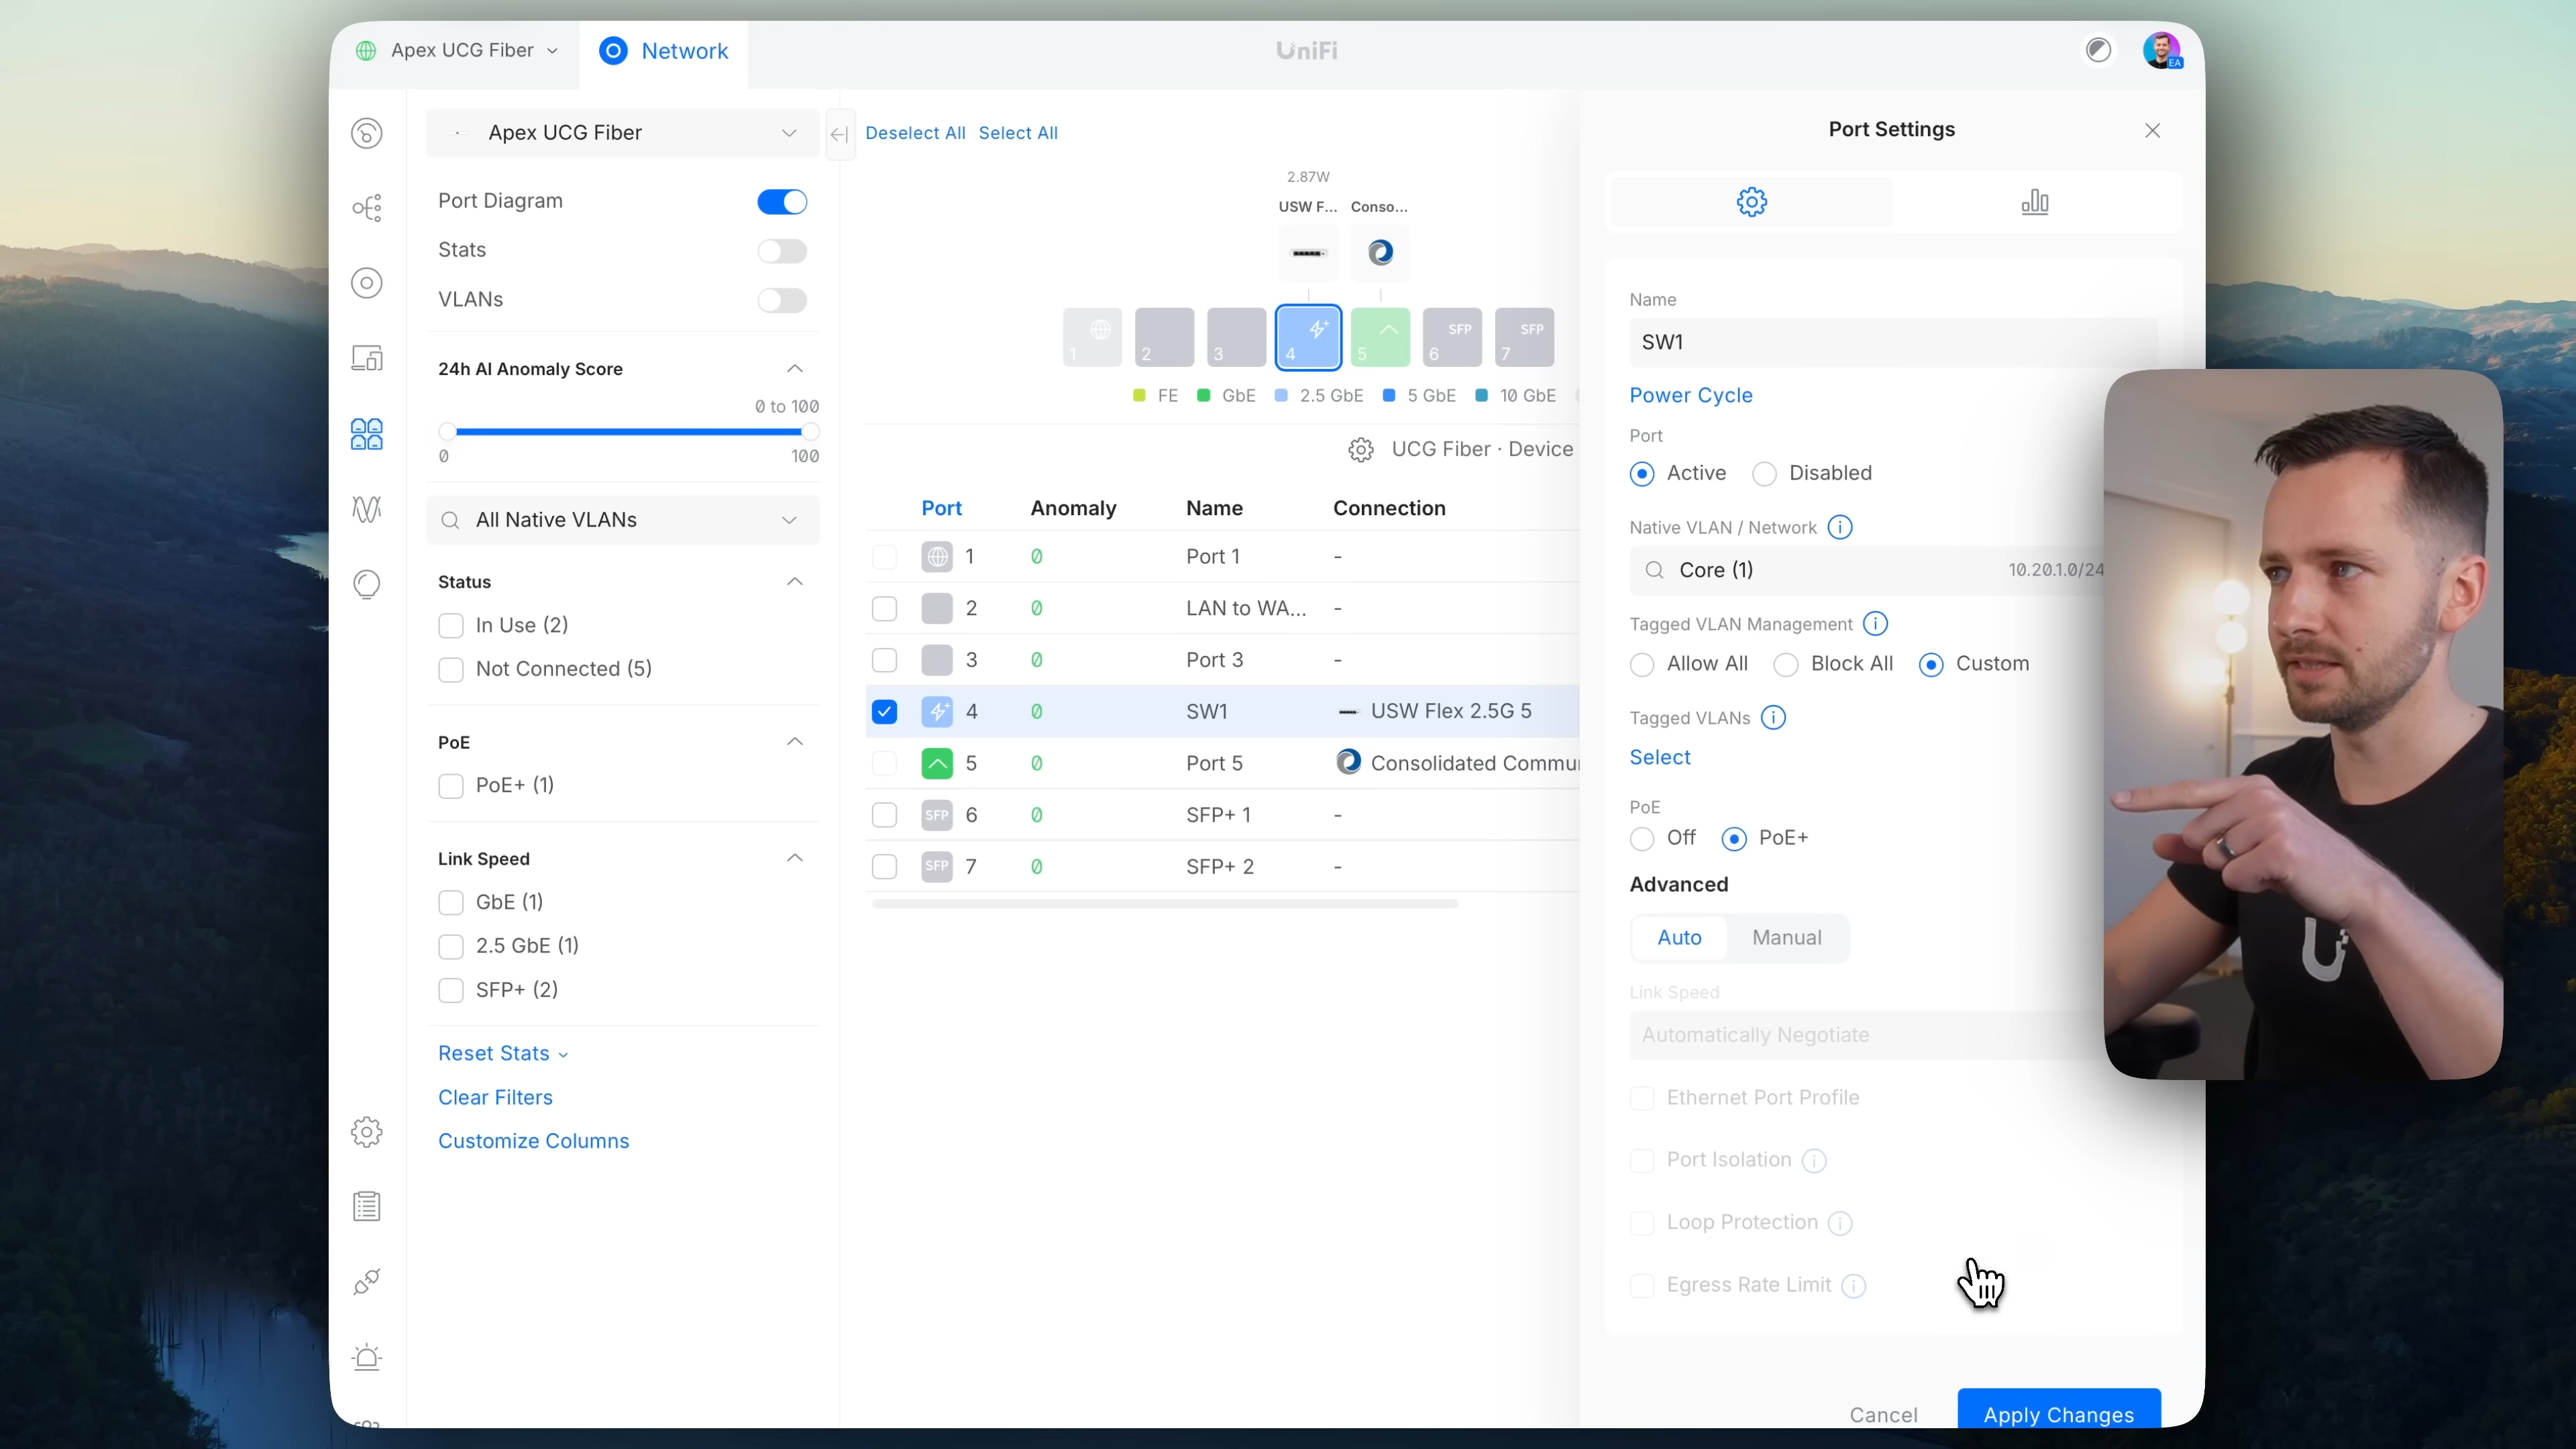 Apex UCG Fiber
Network
UniFi
EA
Apex UCG Fiber
Port Diagram
Stats
VLANs
24h AI Anomaly Score
0 to 100
0
100
All Native VLANs
Status
In Use (2)
Not Connected (5)
PoE
PoE+ (1)
Link Speed
GbE (1)
2.5 GbE (1)
SFP+ (2)
Reset Stats
Clear Filters
Customize Columns
Deselect All Select All
2.87W
USW F... Conso...
1 2 3 4 5 SFP 6 SFP 7
FE GbE 2.5 GbE 5 GbE 10 GbE
UCG Fiber · Device
Port Anomaly Name Connection
1 0 Port 1 -
2 0 LAN to WA... -
3 0 Port 3 -
4 0 SW1 USW Flex 2.5G 5
5 0 Port 5 Consolidated Commu
SFP 6 0 SFP+ 1 -
SFP 7 0 SFP+ 2 -
Port Settings
Name
SW1
Power Cycle
Port
Active Disabled
Native VLAN / Network
Core (1) 10.20.1.0/24
Tagged VLAN Management
Allow All Block All Custom
Tagged VLANs
Select
PoE
Off PoE+
Advanced
Auto Manual
Link Speed
Automatically Negotiate
Ethernet Port Profile
Port Isolation
Loop Protection
Egress Rate Limit
Cancel Apply Changes